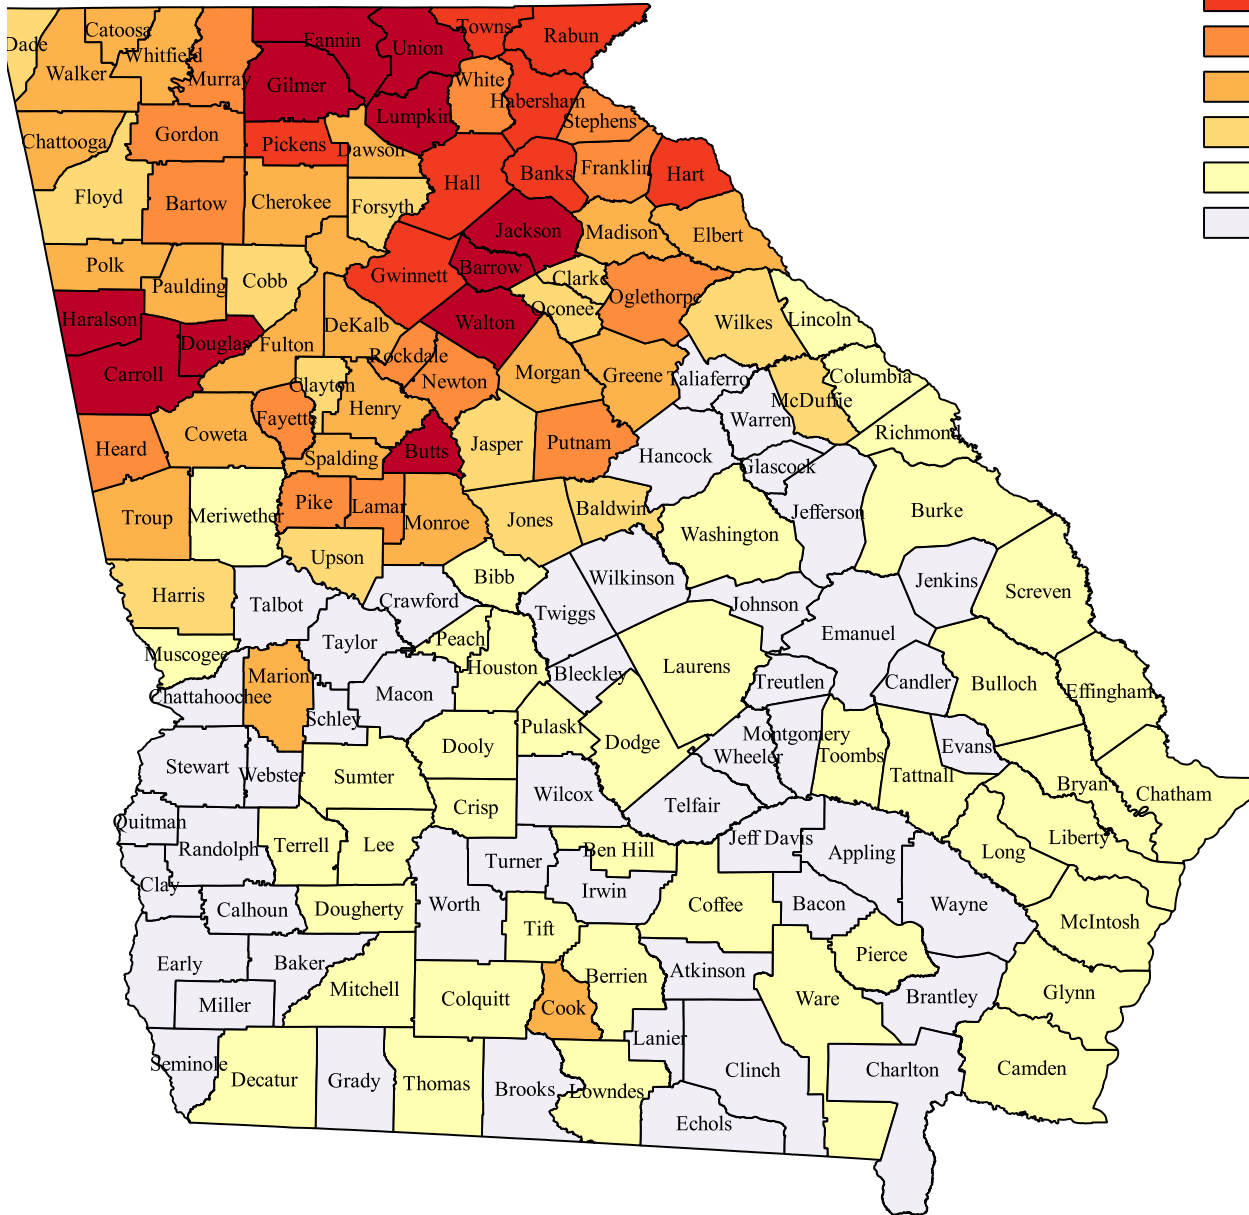 Towns
Rabun
Catoosa
Fannin
Union
Dade
Whitfield
Walker
Murray
Gilmer
White
Habersham
Lumpkin
Stephens
Chattooga
Gordon
Pickens
Dawson
Hall
Banks
Franklin
Hart
Floyd
Bartow
Cherokee
Forsyth
Jackson
Madison
Elbert
Polk
Paulding
Cobb
Gwinnett
Barrow
Clarke
Oglethorpe
Oconee
Haralson
Douglas
Fulton
DeKalb
Walton
Wilkes
Lincoln
Carroll
Rockdale
Clayton
Newton
Morgan
Greene
Taliaferro
Columbia
McDuffie
Henry
Fayette
Warren
Richmond
Heard
Coweta
Spalding
Butts
Jasper
Putnam
Hancock
Glascock
Troup
Meriwether
Pike
Lamar
Monroe
Jones
Baldwin
Washington
Jefferson
Burke
Upson
Bibb
Wilkinson
Jenkins
Screven
Harris
Talbot
Crawford
Twiggs
Johnson
Emanuel
Muscogee
Taylor
Peach
Houston
Bleckley
Laurens
Treutlen
Candler
Bulloch
Effingham
Chattahoochee
Marion
Macon
Schley
Pulaski
Dodge
Montgomery
Wheeler
Toombs
Evans
Tattnall
Stewart
Webster
Sumter
Dooly
Bryan
Chatham
Crisp
Wilcox
Telfair
Quitman
Randolph
Terrell
Lee
Turner
Ben Hill
Jeff Davis
Appling
Long
Liberty
Clay
Calhoun
Dougherty
Worth
Irwin
Coffee
Bacon
Wayne
McIntosh
Tift
Early
Baker
Mitchell
Berrien
Atkinson
Pierce
Miller
Colquitt
Cook
Ware
Brantley
Glynn
Seminole
Decatur
Grady
Thomas
Brooks
Lowndes
Lanier
Clinch
Charlton
Camden
Echols